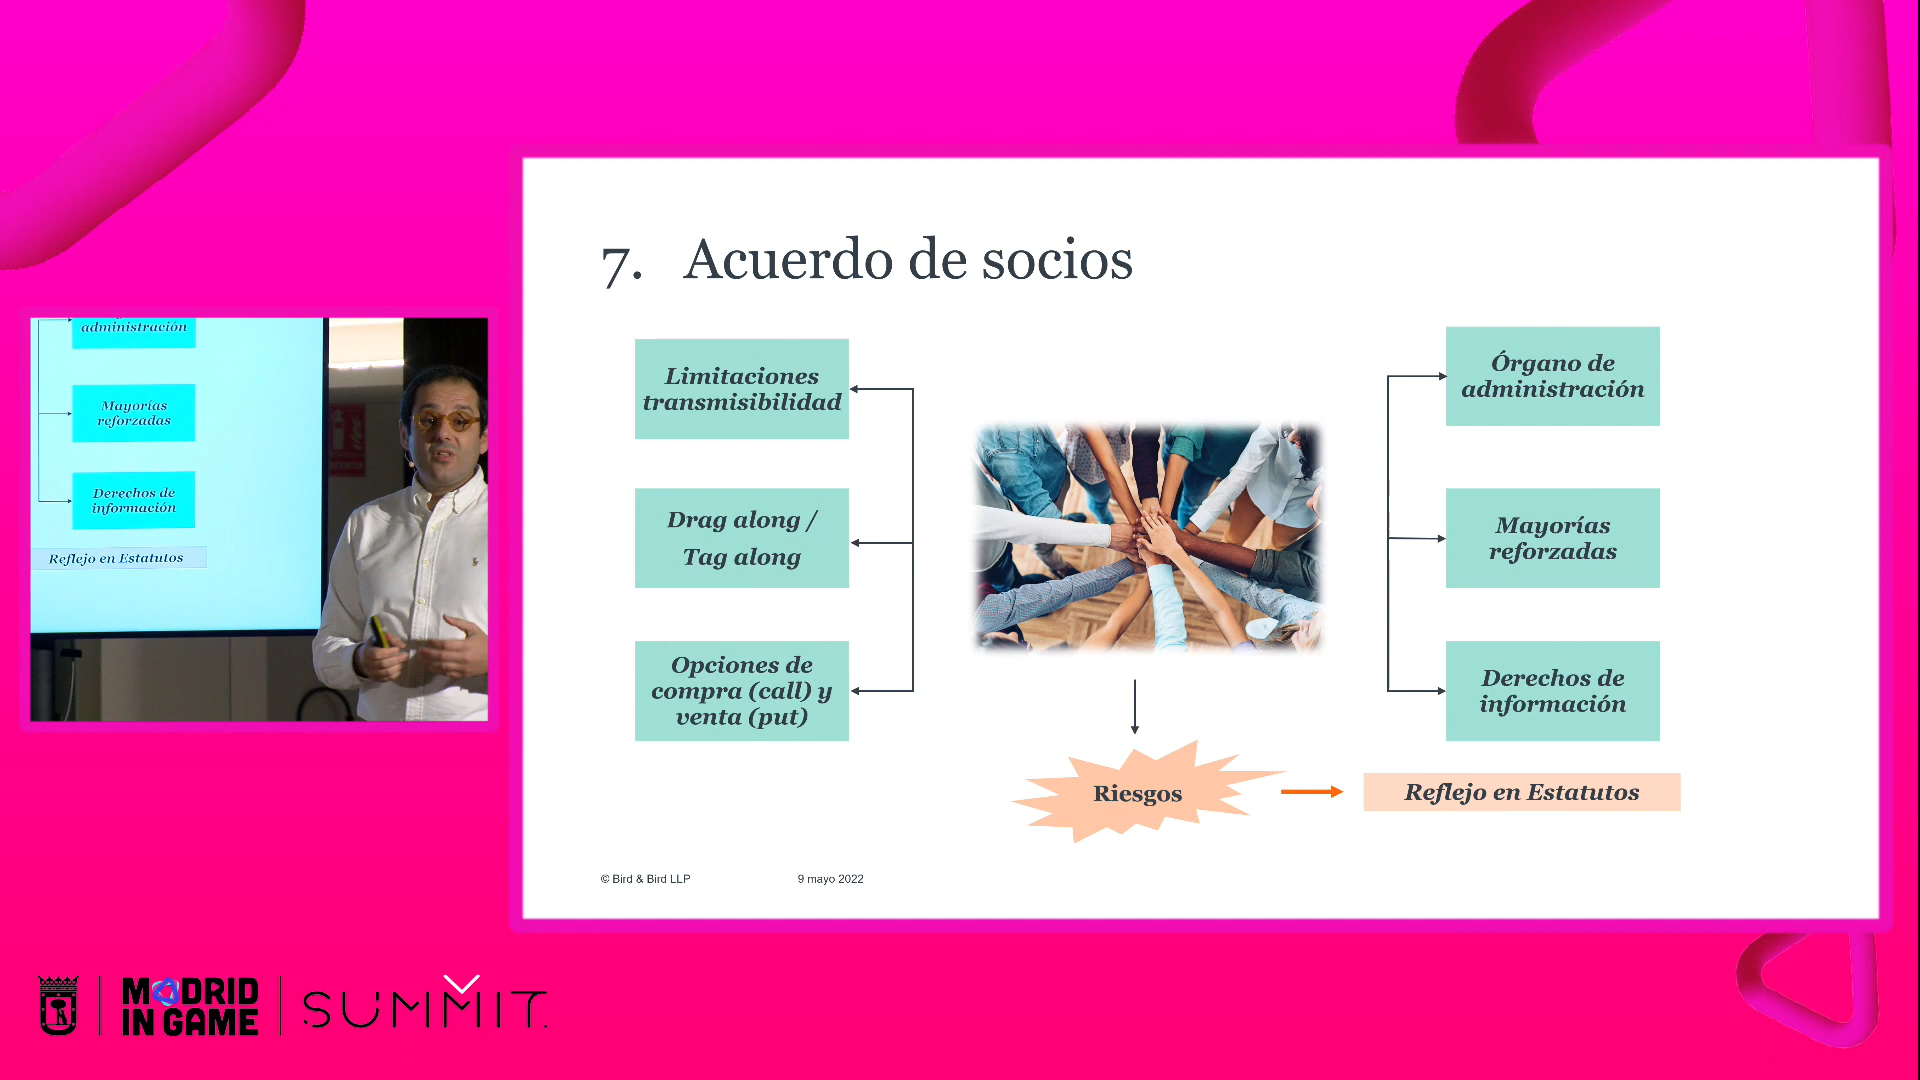 7. Acuerdo de socios
Limitaciones
transmisibilidad
Drag along /
Tag along
Opciones de
compra (call) y
venta (put)
Órgano de
administración
Mayorías
reforzadas
Derechos de
información
Riesgos
Reflejo en Estatutos
© Bird & Bird LLP
9 mayo 2022
administración
Mayorías
reforzadas
Derechos de
información
Reflejo en Estatutos
MADRID
IN GAME
SUMMIT